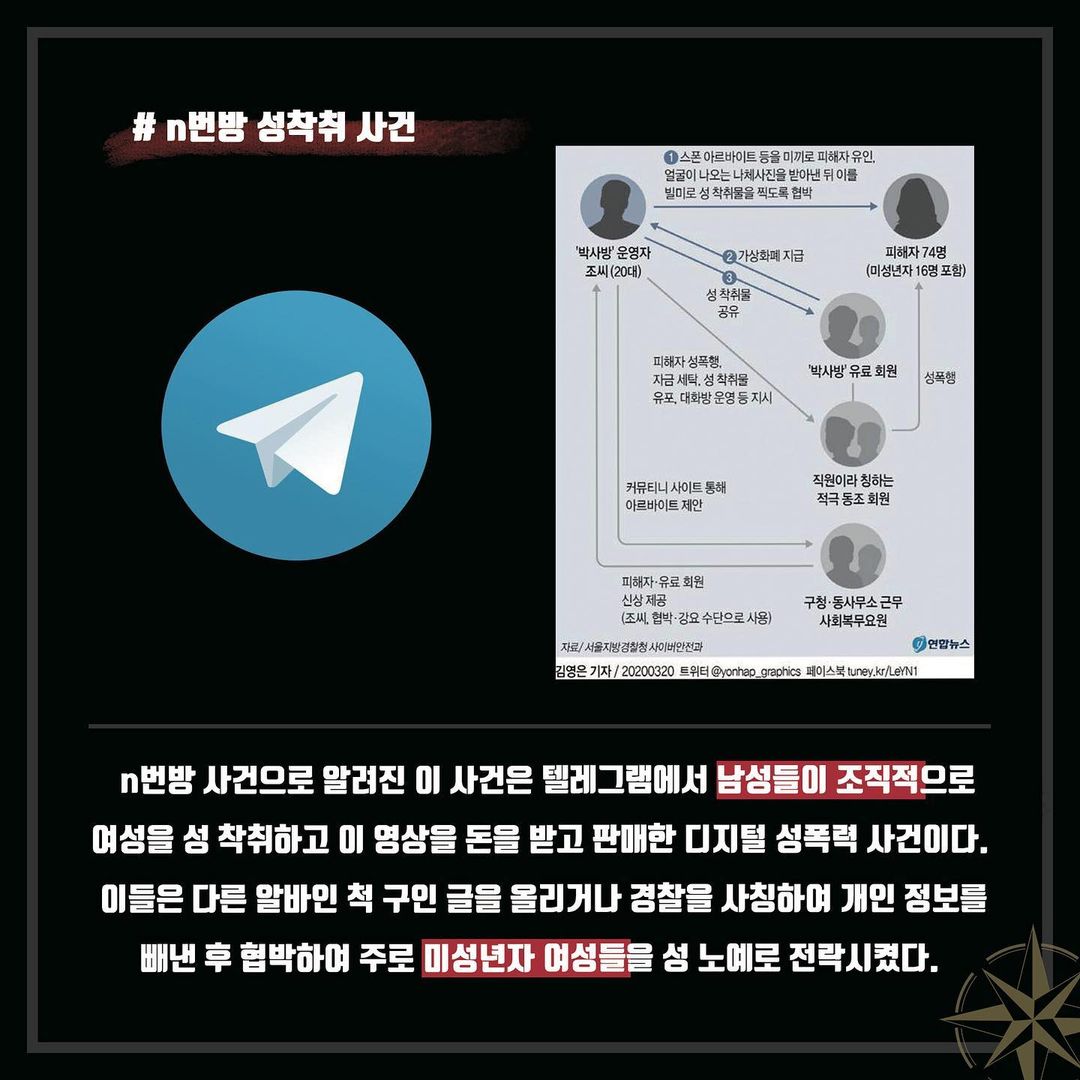 # n번방 성착취 사건
1 스폰 아르바이트 등을 미끼로 피해자 유인,
얼굴이 나오는 나체사진을 받아낸 뒤 이를
빌미로 성 착취물을 찍도록 협박
'박사방' 운영자
조씨(20대)
피해자 74명
(미성년자 16명 포함)
2 가상화폐 지급
3
성 착취물
공유
'박사방' 유료 회원
피해자 성폭행,
자금 세탁, 성 착취물
유포, 대화방 운영 등 지시
성폭행
직원이라 칭하는
적극 동조 회원
커뮤니티 사이트 통해
아르바이트 제안
피해자·유료 회원
신상 제공
(조씨, 협박·강요 수단으로 사용)
구청·동사무소 근무
사회복무요원
자료/ 서울지방경찰청 사이버안전과
연합뉴스
김영은 기자 / 20200320 트위터 @yonhap_graphics 페이스북 tuney.kr/LeYN1
n번방 사건으로 알려진 이 사건은 텔레그램에서 남성들이 조직적으로
여성을 성 착취하고 이 영상을 돈을 받고 판매한 디지털 성폭력 사건이다.
이들은 다른 알바인 척 구인 글을 올리거나 경찰을 사칭하여 개인 정보를
빼낸 후 협박하여 주로 미성년자 여성들을 성 노예로 전락시켰다.